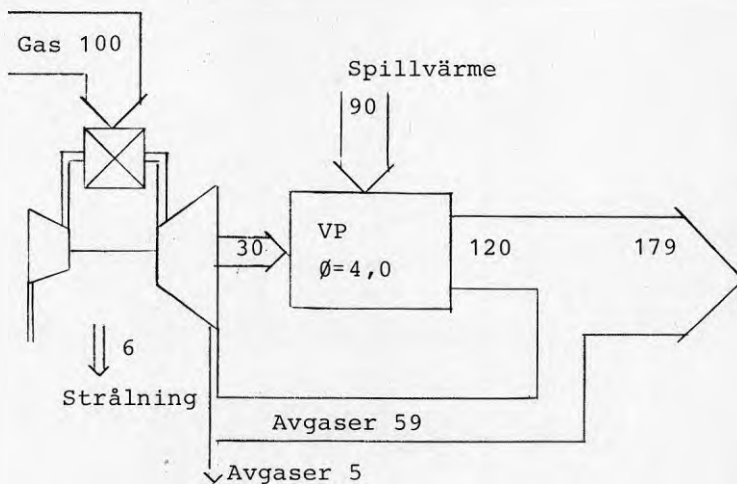 Gas 100
Spillvärme
90
30
VP
Ø=4,0
120
179
6
Strålning
Avgaser 59
Avgaser 5